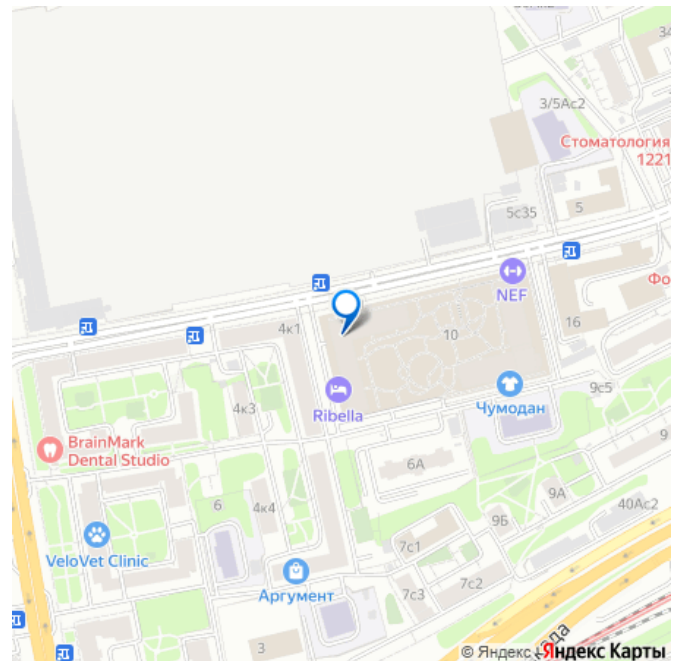 34
3/5Ас2
Стоматология
1221
5с35
5
NEF
Фо
4к1
10
16
Ribella
Чумодан
9с5
4к3
BrainMark
Dental Studio
6А
9
6
4к4
9А
9Б
40Ас2
VeloVet Clinic
7с1
Аргумент
7с3
7с2
3
© Яндекс
Яндекс Карты